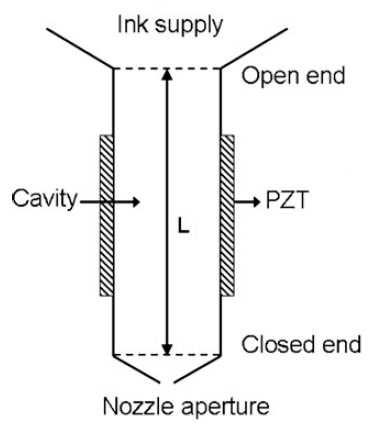 Ink supply
Open end
Cavity
PZT
L
Closed end
Nozzle aperture